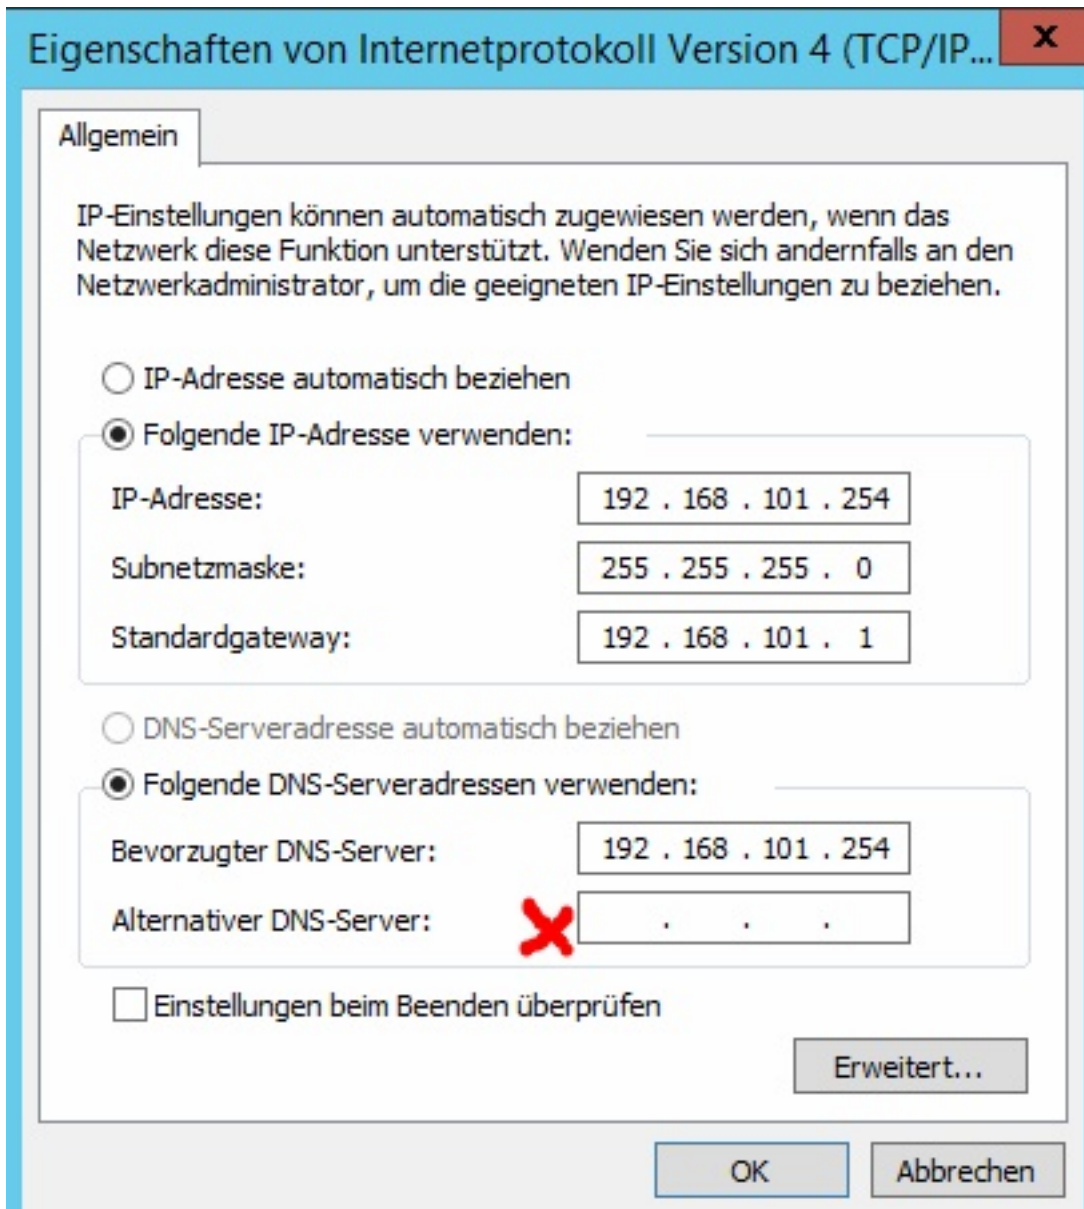 Eigenschaften von Internetprotokoll Version 4 (TCP/IP... x
Allgemein
IP-Einstellungen können automatisch zugewiesen werden, wenn das
Netzwerk diese Funktion unterstützt. Wenden Sie sich andernfalls an den
Netzwerkadministrator, um die geeigneten IP-Einstellungen zu beziehen.
IP-Adresse automatisch beziehen
Folgende IP-Adresse verwenden:
IP-Adresse: 192 . 168 . 101 . 254
Subnetzmaske: 255 . 255 . 255 . 0
Standardgateway: 192 . 168 . 101 . 1
DNS-Serveradresse automatisch beziehen
Folgende DNS-Serveradressen verwenden:
Bevorzugter DNS-Server: 192 . 168 . 101 . 254
Alternativer DNS-Server: . . .
Einstellungen beim Beenden überprüfen
Erweitert...
OK Abbrechen